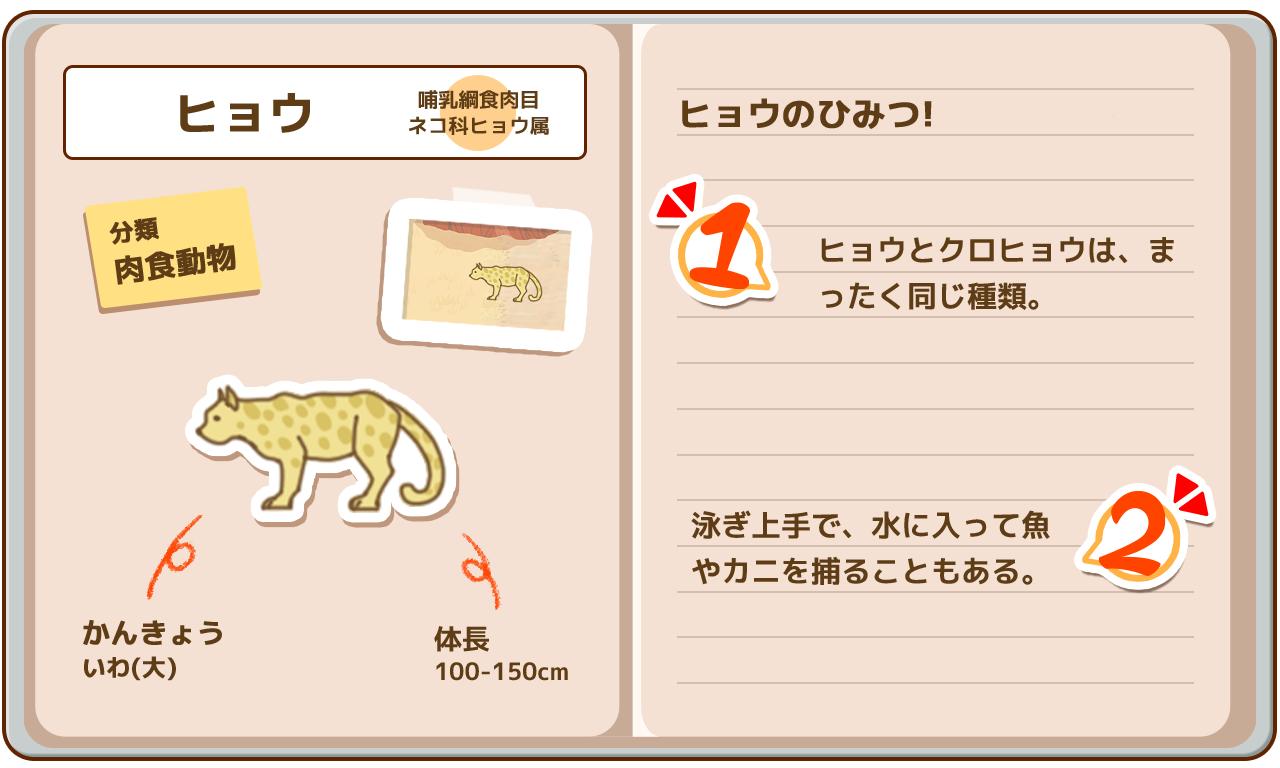 ヒョウ
哺乳綱食肉目
ネコ科ヒョウ属
分類
肉食動物
かんきょう
いわ(大)
体長
100-150cm
ヒョウのひみつ!
1
ヒョウとクロヒョウは、ま
ったく同じ種類。
2
泳ぎ上手で、水に入って魚
やカニを捕ることもある。